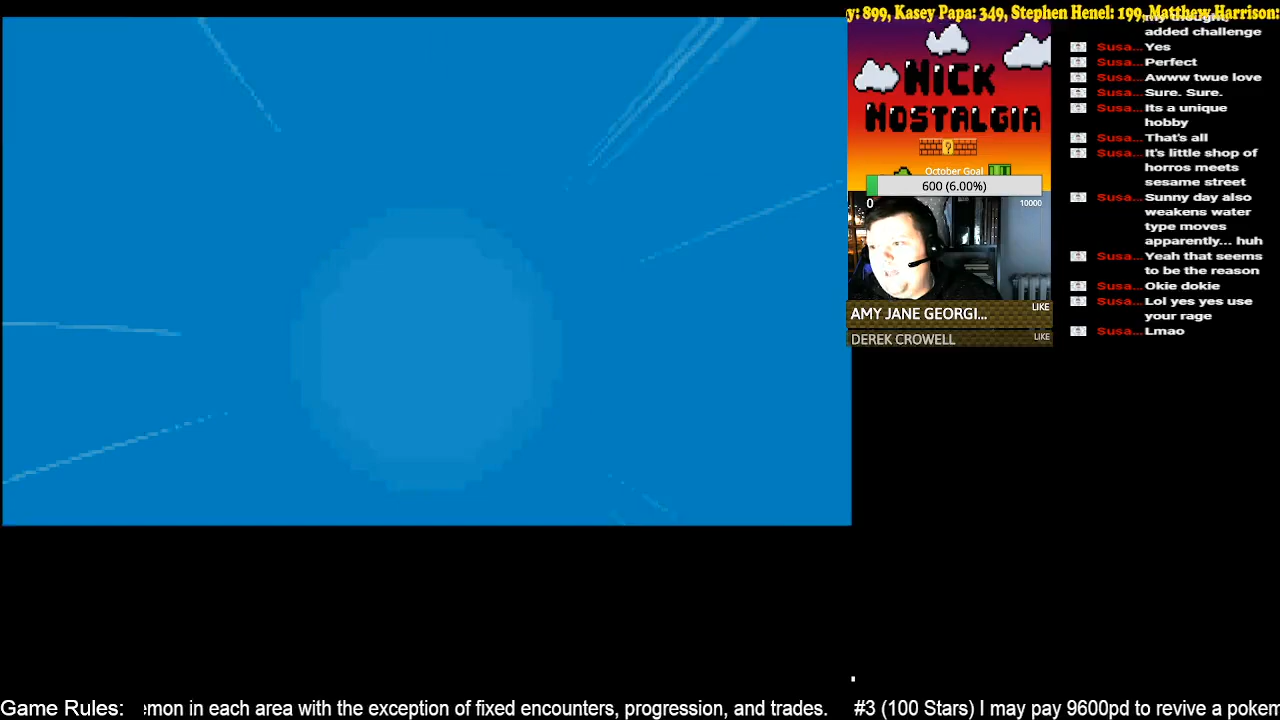 y: 899, Kasey Papa: 349, Stephen Henel: 199, Matthew Harrison:
NICK
NOSTALGIA
?
October Goal
600 (6.00%)
0
10000
AMY JANE GEORGI...
LIKE
DEREK CROWELL
LIKE
added challenge
Susa... Yes
Susa... Perfect
Susa... Awww twue love
Susa... Sure. Sure.
Susa... Its a unique
hobby
Susa... That's all
Susa... It's little shop of
horros meets
sesame street
Susa... Sunny day also
weakens water
type moves
apparently... huh
Susa... Yeah that seems
to be the reason
Susa... Okie dokie
Susa... Lol yes yes use
your rage
Susa... Lmao
Game Rules: emon in each area with the exception of fixed encounters, progression, and trades. #3 (100 Stars) I may pay 9600pd to revive a pokem